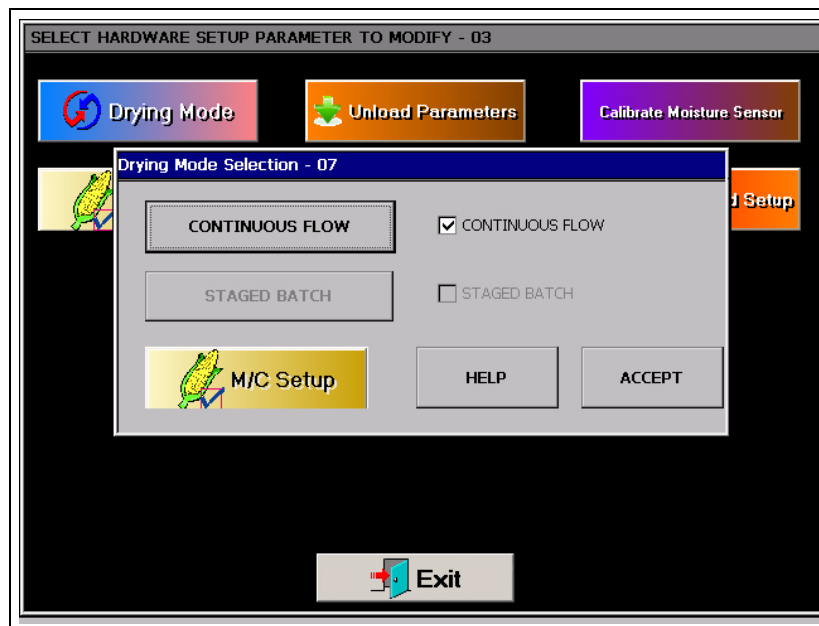 SELECT HARDWARE SETUP PARAMETER TO MODIFY - 03
Drying Mode
Unload Parameters
Calibrate Moisture Sensor
Drying Mode Selection - 07
Setup
CONTINUOUS FLOW
CONTINUOUS FLOW
STAGED BATCH
STAGED BATCH
M/C Setup
HELP
ACCEPT
Exit